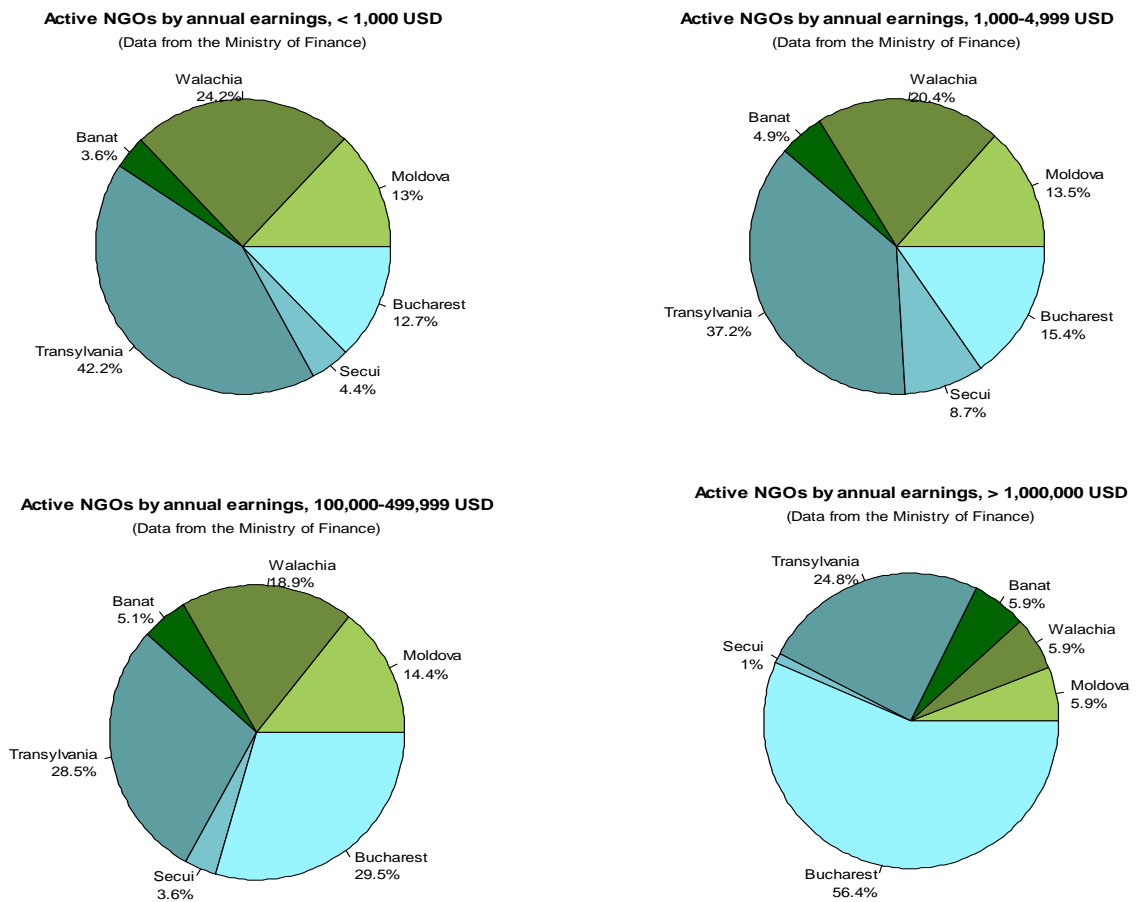 Active NGOs by annual earnings, < 1,000 USD
(Data from the Ministry of Finance)
Walachia
24.2%
Banat
3.6%
Moldova
13%
Transylvania
42.2%
Bucharest
12.7%
Secui
4.4%
Active NGOs by annual earnings, 1,000-4,999 USD
(Data from the Ministry of Finance)
Walachia
20.4%
Banat
4.9%
Moldova
13.5%
Transylvania
37.2%
Bucharest
15.4%
Secui
8.7%
Active NGOs by annual earnings, 100,000-499,999 USD
(Data from the Ministry of Finance)
Walachia
18.9%
Banat
5.1%
Moldova
14.4%
Transylvania
28.5%
Bucharest
29.5%
Secui
3.6%
Active NGOs by annual earnings, > 1,000,000 USD
(Data from the Ministry of Finance)
Transylvania
24.8%
Banat
5.9%
Walachia
5.9%
Secui
1%
Moldova
5.9%
Bucharest
56.4%